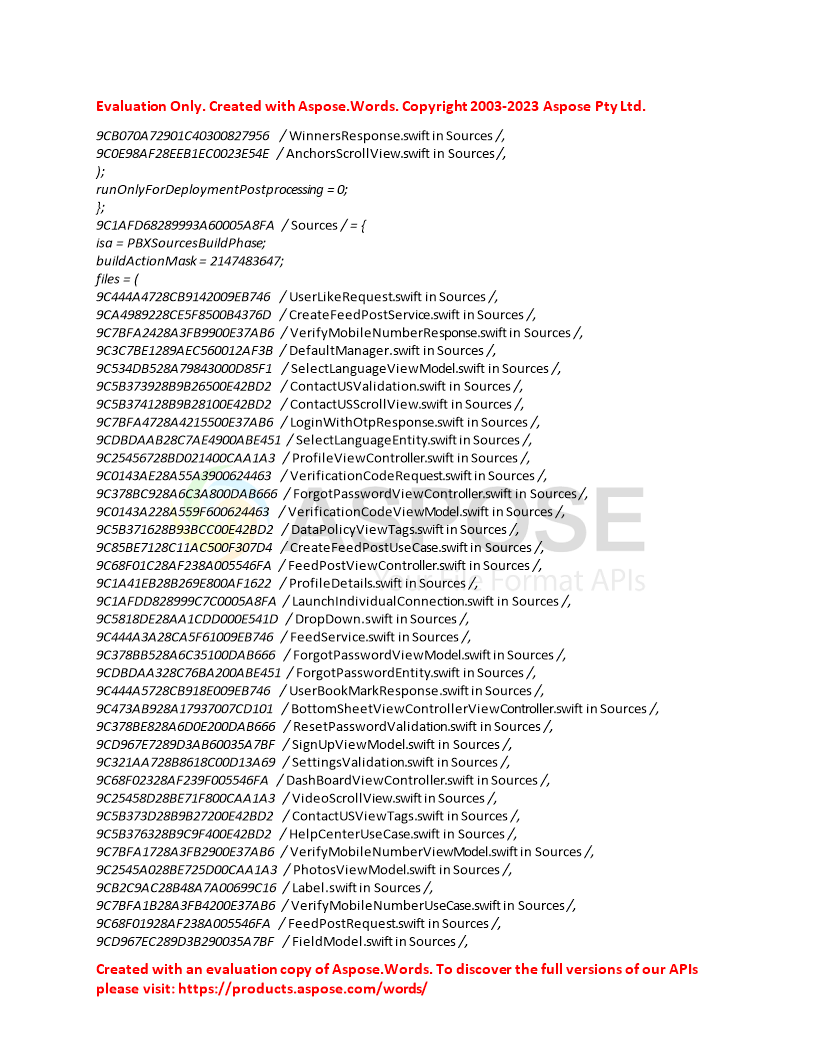 Evaluation Only. Created with Aspose.Words. Copyright 2003-2023 Aspose Pty Ltd.
9CB070A72901C40300827956 / WinnersResponse.swift in Sources /,
9C0E98AF28EEB1EC0023E54E / AnchorsScrollView.swift in Sources /,
);
runOnlyForDeploymentPostprocessing = 0;
};
9C1AFD68289993A60005A8FA / Sources / = {
isa = PBXSourcesBuildPhase;
buildActionMask = 2147483647;
files = (
9C444A4728CB9142009EB746 / UserLikeRequest.swift in Sources /,
9CA4989228CE5F8500B4376D / CreateFeedPostService.swift in Sources /,
9C7BFA2428A3FB9900E37AB6 / VerifyMobileNumberResponse.swift in Sources /,
9C3C7BE1289AEC560012AF3B / DefaultManager.swift in Sources /,
9C534DB528A79843000D85F1 / SelectLanguageViewModel.swift in Sources /,
9C5B373928B9B26500E42BD2 / ContactUSValidation.swift in Sources /,
9C5B374128B9B28100E42BD2 / ContactUSScrollView.swift in Sources /,
9C7BFA4728A4215500E37AB6 / LoginWithOtpResponse.swift in Sources /,
9CDBDAAB28C7AE4900ABE451 / SelectLanguageEntity.swift in Sources /,
9C25456728BD021400CAA1A3 / ProfileViewController.swift in Sources /,
9C0143AE28A55A3900624463 / VerificationCodeRequest.swift in Sources /,
9C378BC928A6C3A800DAB666 / ForgotPasswordViewController.swift in Sources /,
9C0143A228A559F600624463 / VerificationCodeViewModel.swift in Sources /,
9C5B371628B93BCC00E42BD2 / DataPolicyViewTags.swift in Sources /,
9C85BE7128C11AC500F307D4 / CreateFeedPostUseCase.swift in Sources /,
9C68F01C28AF238A005546FA / FeedPostViewController.swift in Sources /,
9C1A41EB28B269E800AF1622 / ProfileDetails.swift in Sources /,
9C1AFDD828999C7C0005A8FA / LaunchIndividualConnection.swift in Sources /,
9C5818DE28AA1CDD000E541D / DropDown.swift in Sources /,
9C444A3A28CA5F61009EB746 / FeedService.swift in Sources /,
9C378BB528A6C35100DAB666 / ForgotPasswordViewModel.swift in Sources /,
9CDBDAA328C76BA200ABE451 / ForgotPasswordEntity.swift in Sources /,
9C444A5728CB918E009EB746 / UserBookMarkResponse.swift in Sources /,
9C473AB928A17937007CD101 / BottomSheetViewControllerViewController.swift in Sources /,
9C378BE828A6D0E200DAB666 / ResetPasswordValidation.swift in Sources /,
9CD967E7289D3AB60035A7BF / SignUpViewModel.swift in Sources /,
9C321AA728B8618C00D13A69 / SettingsValidation.swift in Sources /,
9C68F02328AF239F005546FA / DashBoardViewController.swift in Sources /,
9C25458D28BE71F800CAA1A3 / VideoScrollView.swift in Sources /,
9C5B373D28B9B27200E42BD2 / ContactUSViewTags.swift in Sources /,
9C5B376328B9C9F400E42BD2 / HelpCenterUseCase.swift in Sources /,
9C7BFA1728A3FB2900E37AB6 / VerifyMobileNumberViewModel.swift in Sources /,
9C2545A028BE725D00CAA1A3 / PhotosViewModel.swift in Sources /,
9CB2C9AC28B48A7A00699C16 / Label.swift in Sources /,
9C7BFA1B28A3FB4200E37AB6 / VerifyMobileNumberUseCase.swift in Sources /,
9C68F01928AF238A005546FA / FeedPostRequest.swift in Sources /,
9CD967EC289D3B290035A7BF / FieldModel.swift in Sources /,
ASPOSE
Your File Format APIs
Created with an evaluation copy of Aspose.Words. To discover the full versions of our APIs
please visit: https://products.aspose.com/words/